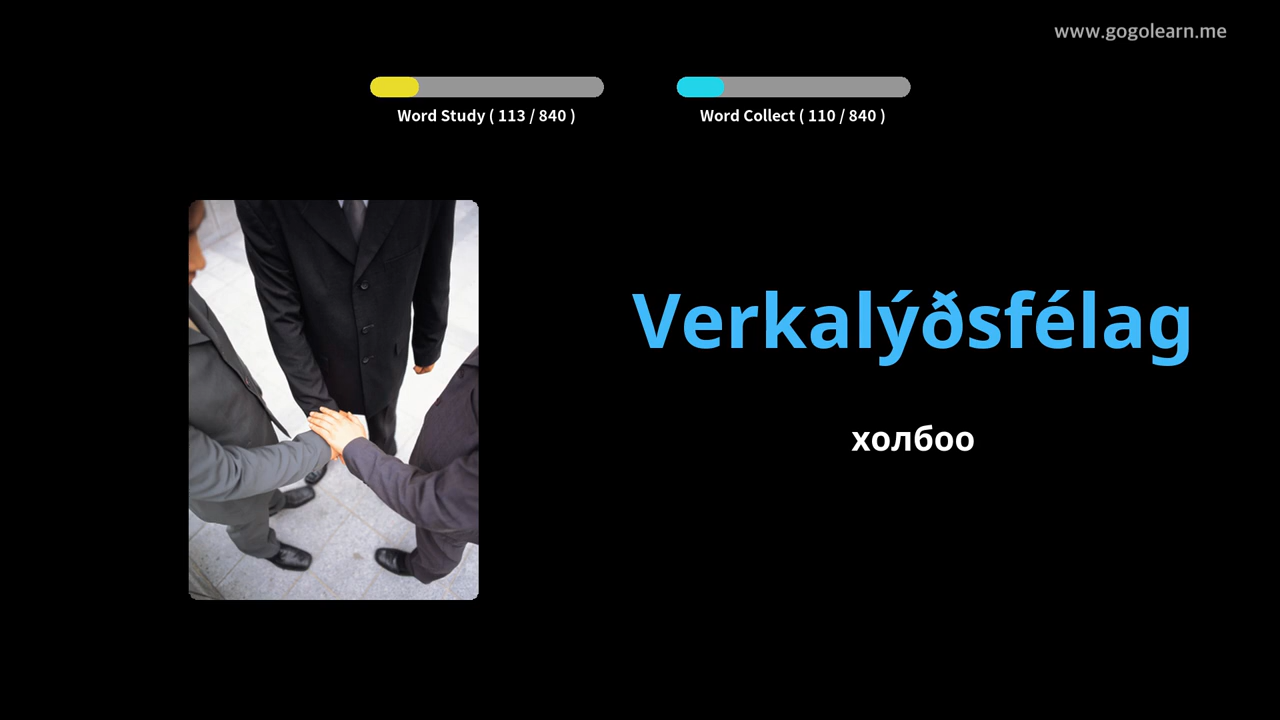 www.gogolearn.me
Word Study ( 113 / 840 )
Word Collect ( 110 / 840 )
Verkalýðsfélag
холбоо